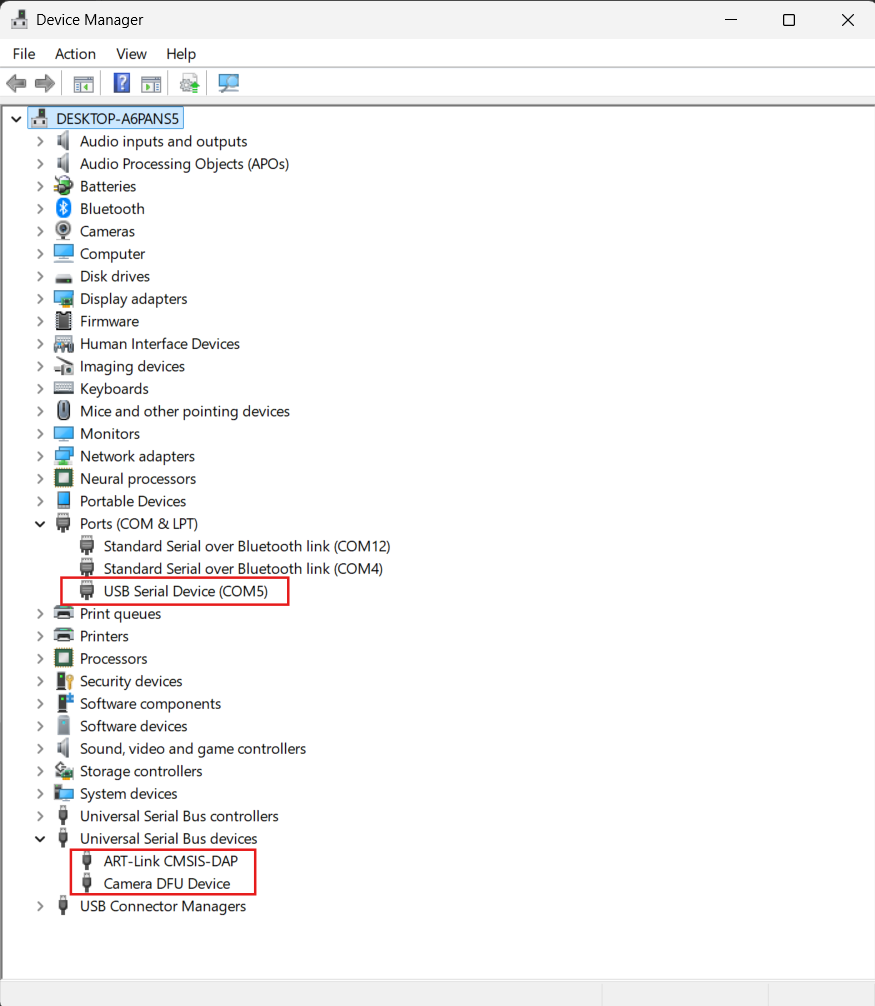 Device Manager
File Action View Help
DESKTOP-A6PANS5
Audio inputs and outputs
Audio Processing Objects (APOs)
Batteries
Bluetooth
Cameras
Computer
Disk drives
Display adapters
Firmware
Human Interface Devices
Imaging devices
Keyboards
Mice and other pointing devices
Monitors
Network adapters
Neural processors
Portable Devices
Ports (COM & LPT)
Standard Serial over Bluetooth link (COM12)
Standard Serial over Bluetooth link (COM4)
USB Serial Device (COM5)
Print queues
Printers
Processors
Security devices
Software components
Software devices
Sound, video and game controllers
Storage controllers
System devices
Universal Serial Bus controllers
Universal Serial Bus devices
ART-Link CMSIS-DAP
Camera DFU Device
USB Connector Managers